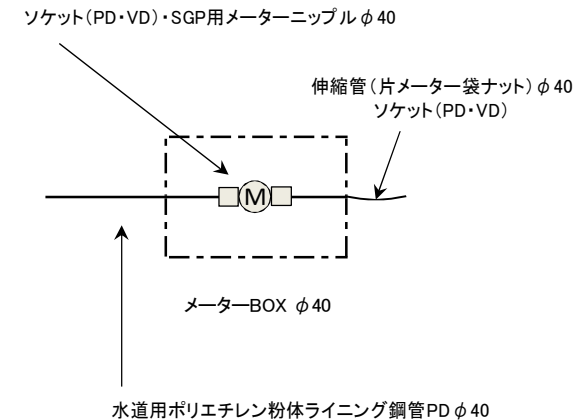 ソケット（PD・VD）・SGP用メーターニップルφ40
伸縮管（片メーター袋ナット）φ40
ソケット（PD・VD）
M
メーターBOX φ40
水道用ポリエチレン粉体ライニング鋼管PDφ40